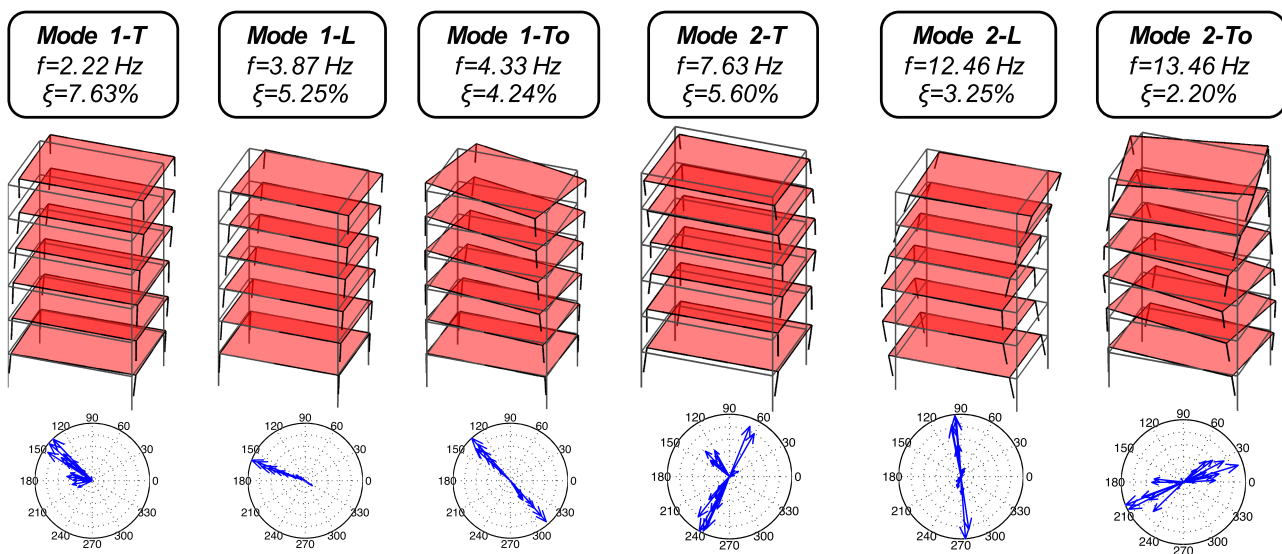 Mode 1-T
f=2.22 Hz
ξ=7.63%
Mode 1-L
f=3.87 Hz
ξ=5.25%
Mode 1-To
f=4.33 Hz
ξ=4.24%
Mode 2-T
f=7.63 Hz
ξ=5.60%
Mode 2-L
f=12.46 Hz
ξ=3.25%
Mode 2-To
f=13.46 Hz
ξ=2.20%
90
120 60
150 30
180 0
210 330
240 300
270
90
120 60
150 30
180 0
210 330
240 300
270
90
120 60
150 30
180 0
210 330
240 300
270
90
120 60
150 30
180 0
210 330
240 300
270
90
120 60
150 30
180 0
210 330
240 300
270
90
120 60
150 30
180 0
210 330
240 300
270